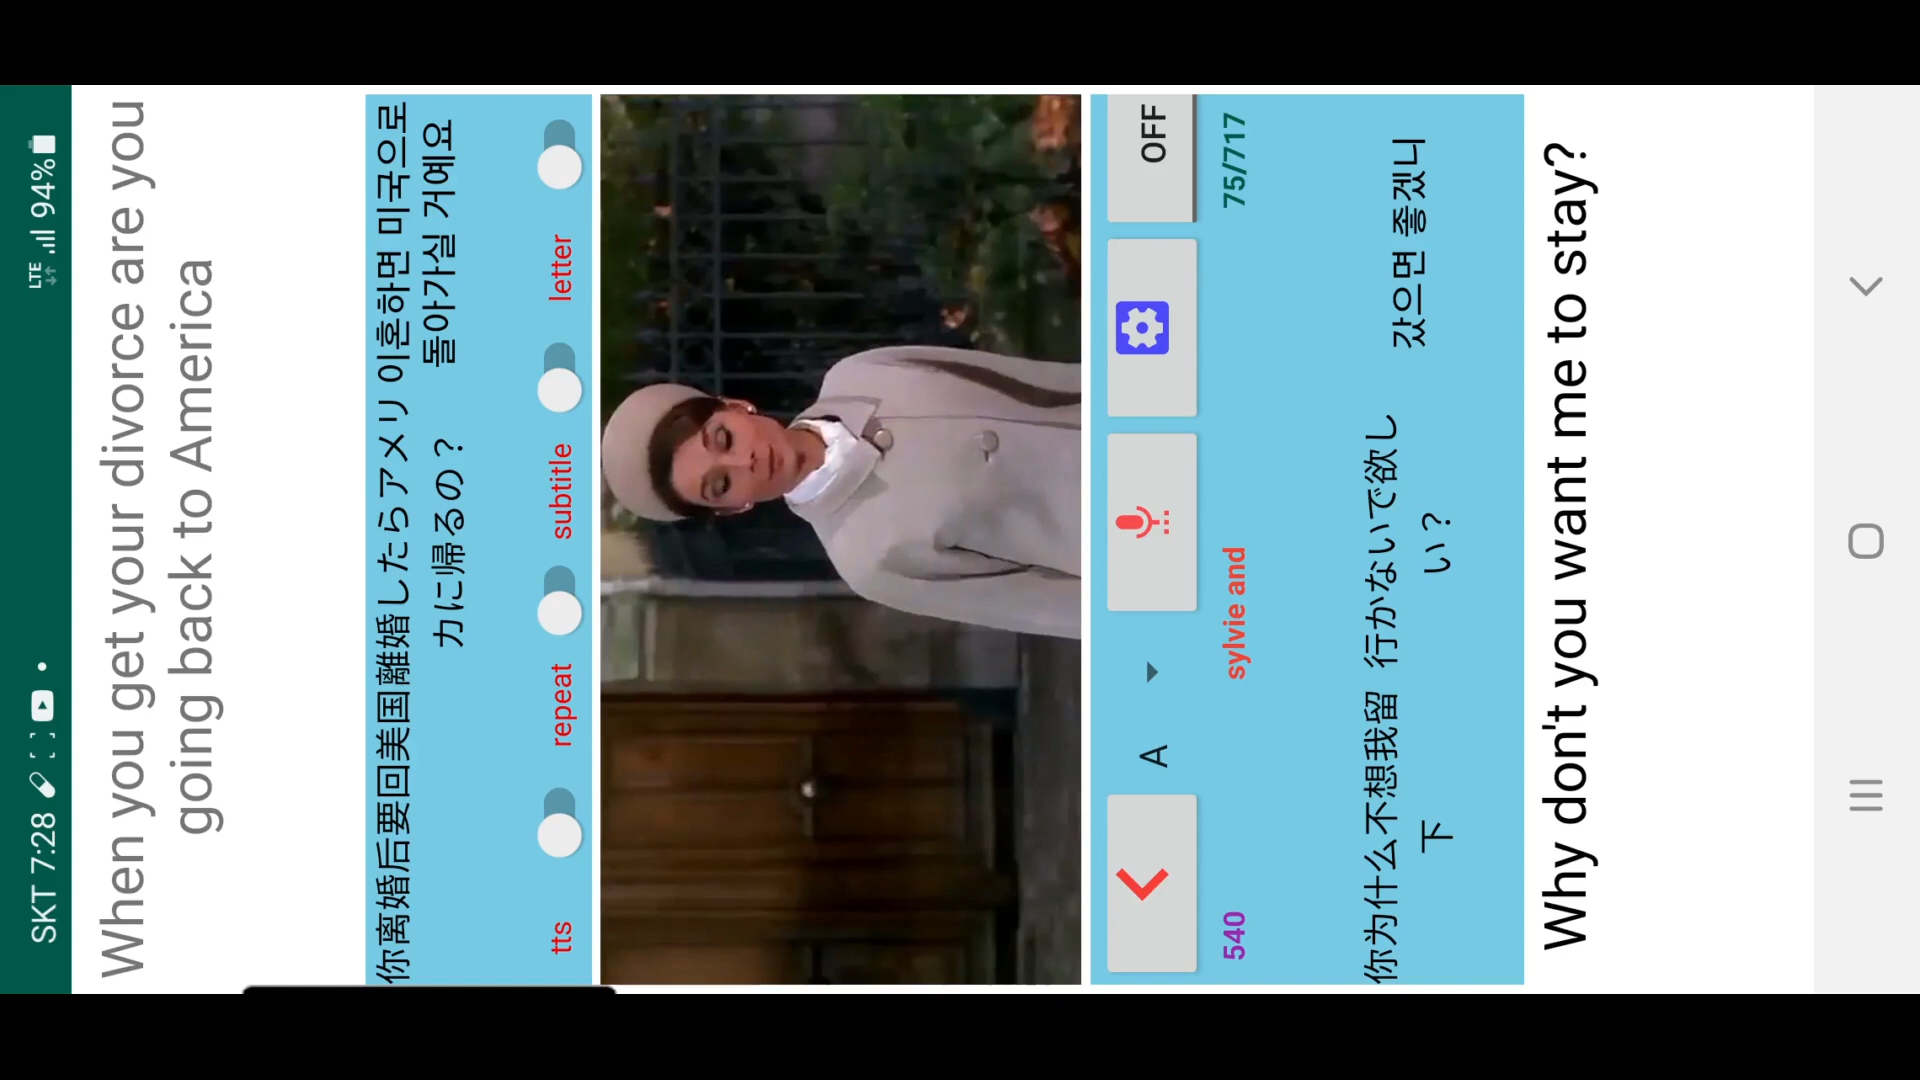 SKT 7:28
LTE 94%
When you get your divorce are you
going back to America
你离婚后要回美国
離婚したらアメリ
カに帰るの？
이혼하면 미국으로
돌아가실 거예요
tts
repeat
subtitle
letter
A
OFF
540
sylvie and
75/717
你为什么不想我留
下
行かないで欲し
い？
갔으면 좋겠니
Why don't you want me to stay?